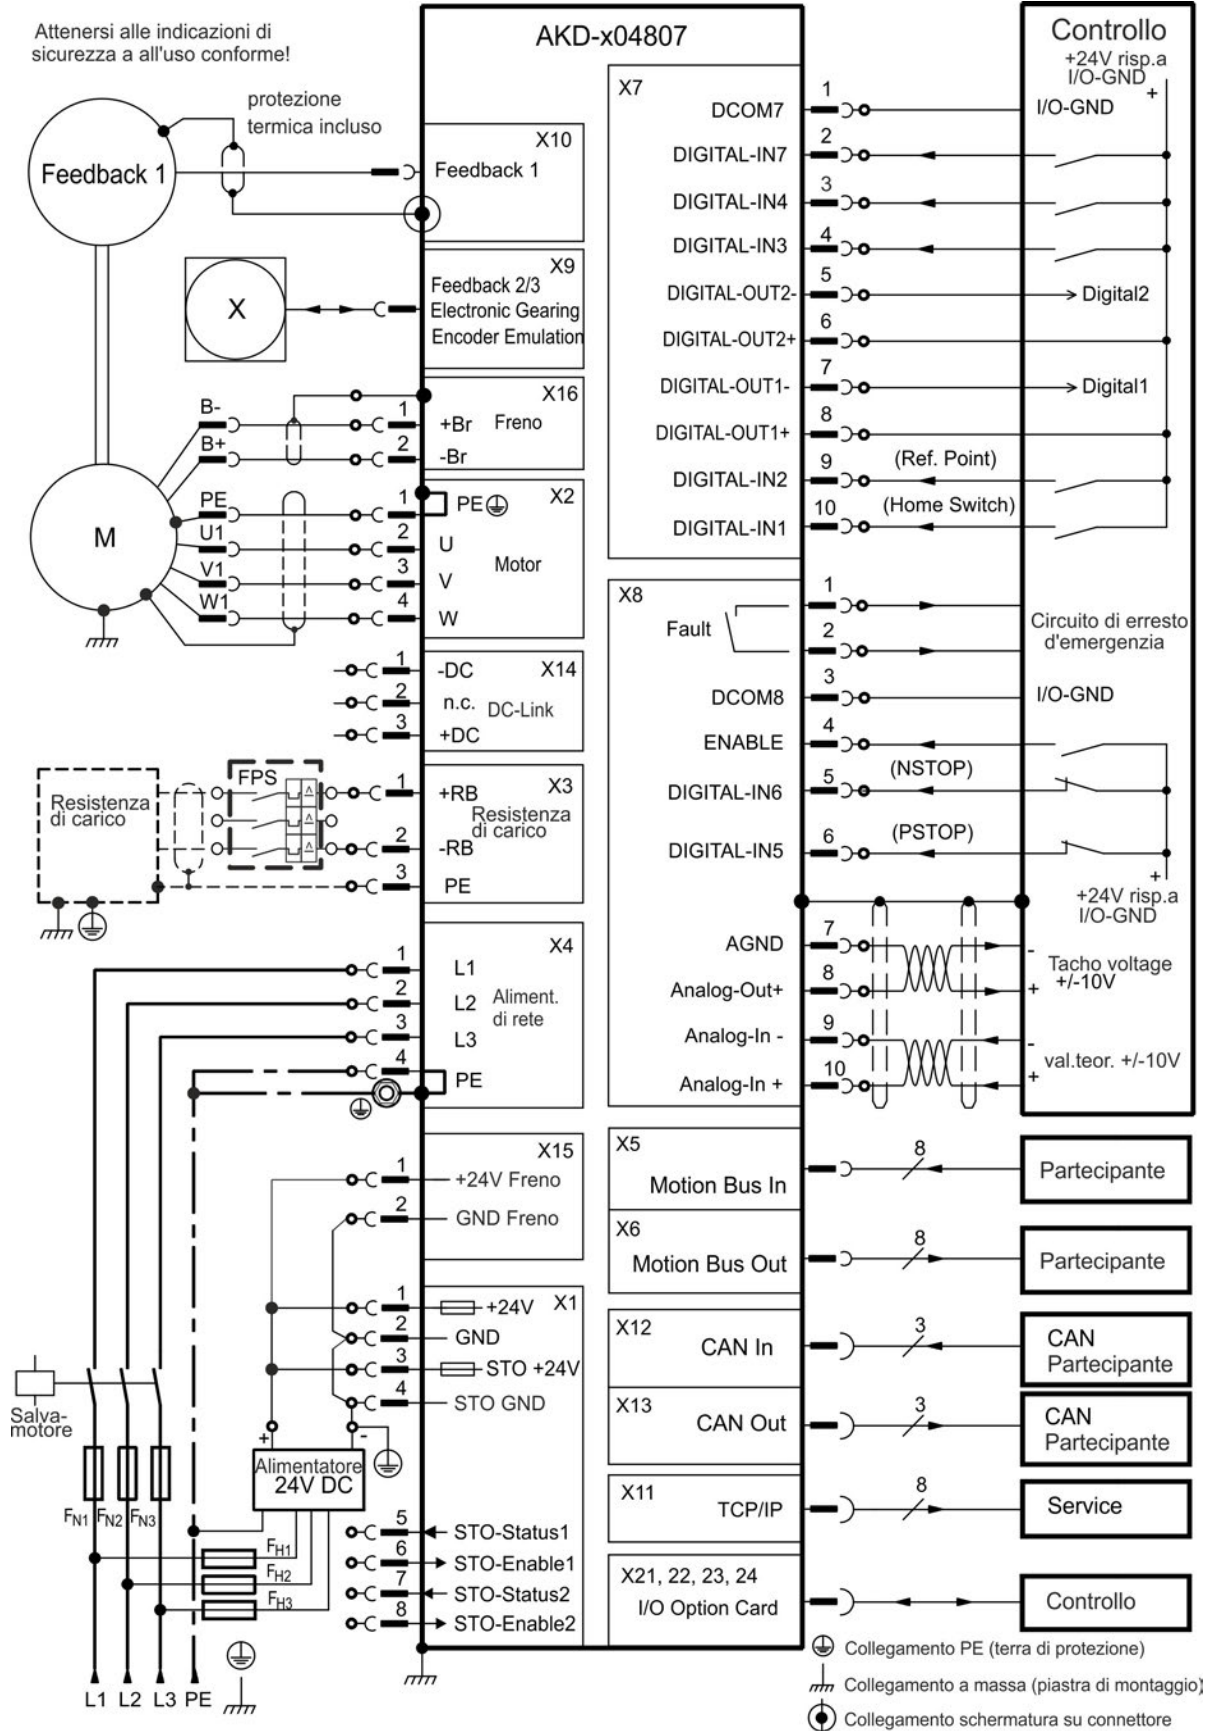 Attenersi alle indicazioni di
sicurezza a all'uso conforme!
AKD-x04807
Controllo
+24V risp.a
I/O-GND
+
protezione
termica incluso
Feedback 1
X10
Feedback 1
X
X9
Feedback 2/3
Electronic Gearing
Encoder Emulation
B-
B+
1
2
X16
+Br Freno
-Br
M
PE
U1
V1
W1
1
2
3
4
X2
PE
U
V
W
Motor
1
2
3
X14
-DC
n.c. DC-Link
+DC
Resistenza
di carico
FPS
1
2
3
X3
+RB
Resistenza
di carico
-RB
PE
1
2
3
4
X4
L1
L2 Aliment.
di rete
L3
PE
1
2
X15
+24V Freno
GND Freno
1
2
3
4
X1
+24V
GND
STO +24V
STO GND
Salva-
motore
+
-
Alimentatore
24V DC
FN1 FN2 FN3
FH1
FH2
FH3
5
6
7
8
STO-Status1
STO-Enable1
STO-Status2
STO-Enable2
L1 L2 L3 PE
X7
DCOM7 1 I/O-GND
DIGITAL-IN7 2
DIGITAL-IN4 3
DIGITAL-IN3 4
DIGITAL-OUT2- 5 Digital2
DIGITAL-OUT2+ 6
DIGITAL-OUT1- 7 Digital1
DIGITAL-OUT1+ 8
DIGITAL-IN2 9 (Ref. Point)
DIGITAL-IN1 10 (Home Switch)
X8
Fault
1
2
Circuito di erresto
d'emergenzia
DCOM8 3 I/O-GND
ENABLE 4
DIGITAL-IN6 5 (NSTOP)
DIGITAL-IN5 6 (PSTOP)
+
+24V risp.a
I/O-GND
AGND 7 -
Tacho voltage
+/-10V
Analog-Out+ 8 +
Analog-In - 9 -
val.teor. +/-10V
Analog-In + 10 +
X5
Motion Bus In
8
Partecipante
X6
Motion Bus Out
8
Partecipante
X12
CAN In
3
CAN
Partecipante
X13
CAN Out
3
CAN
Partecipante
X11
TCP/IP
8
Service
X21, 22, 23, 24
I/O Option Card
Controllo
Collegamento PE (terra di protezione)
Collegamento a massa (piastra di montaggio)
Collegamento schermatura su connettore